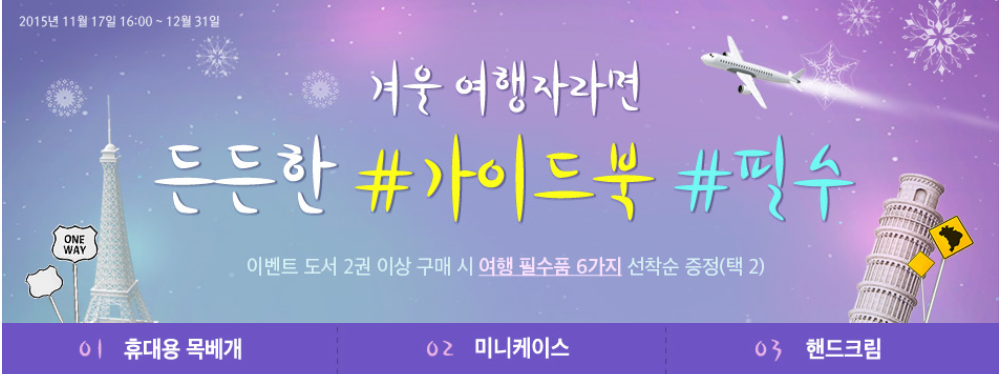 2015년 11월 17일 16:00 ~ 12월 31일
겨울 여행자라면
든든한 #가이드북 #필수
ONE
WAY
이벤트 도서 2권 이상 구매 시 여행 필수품 6가지 선착순 증정(택 2)
01 휴대용 목베개
02 미니케이스
03 핸드크림